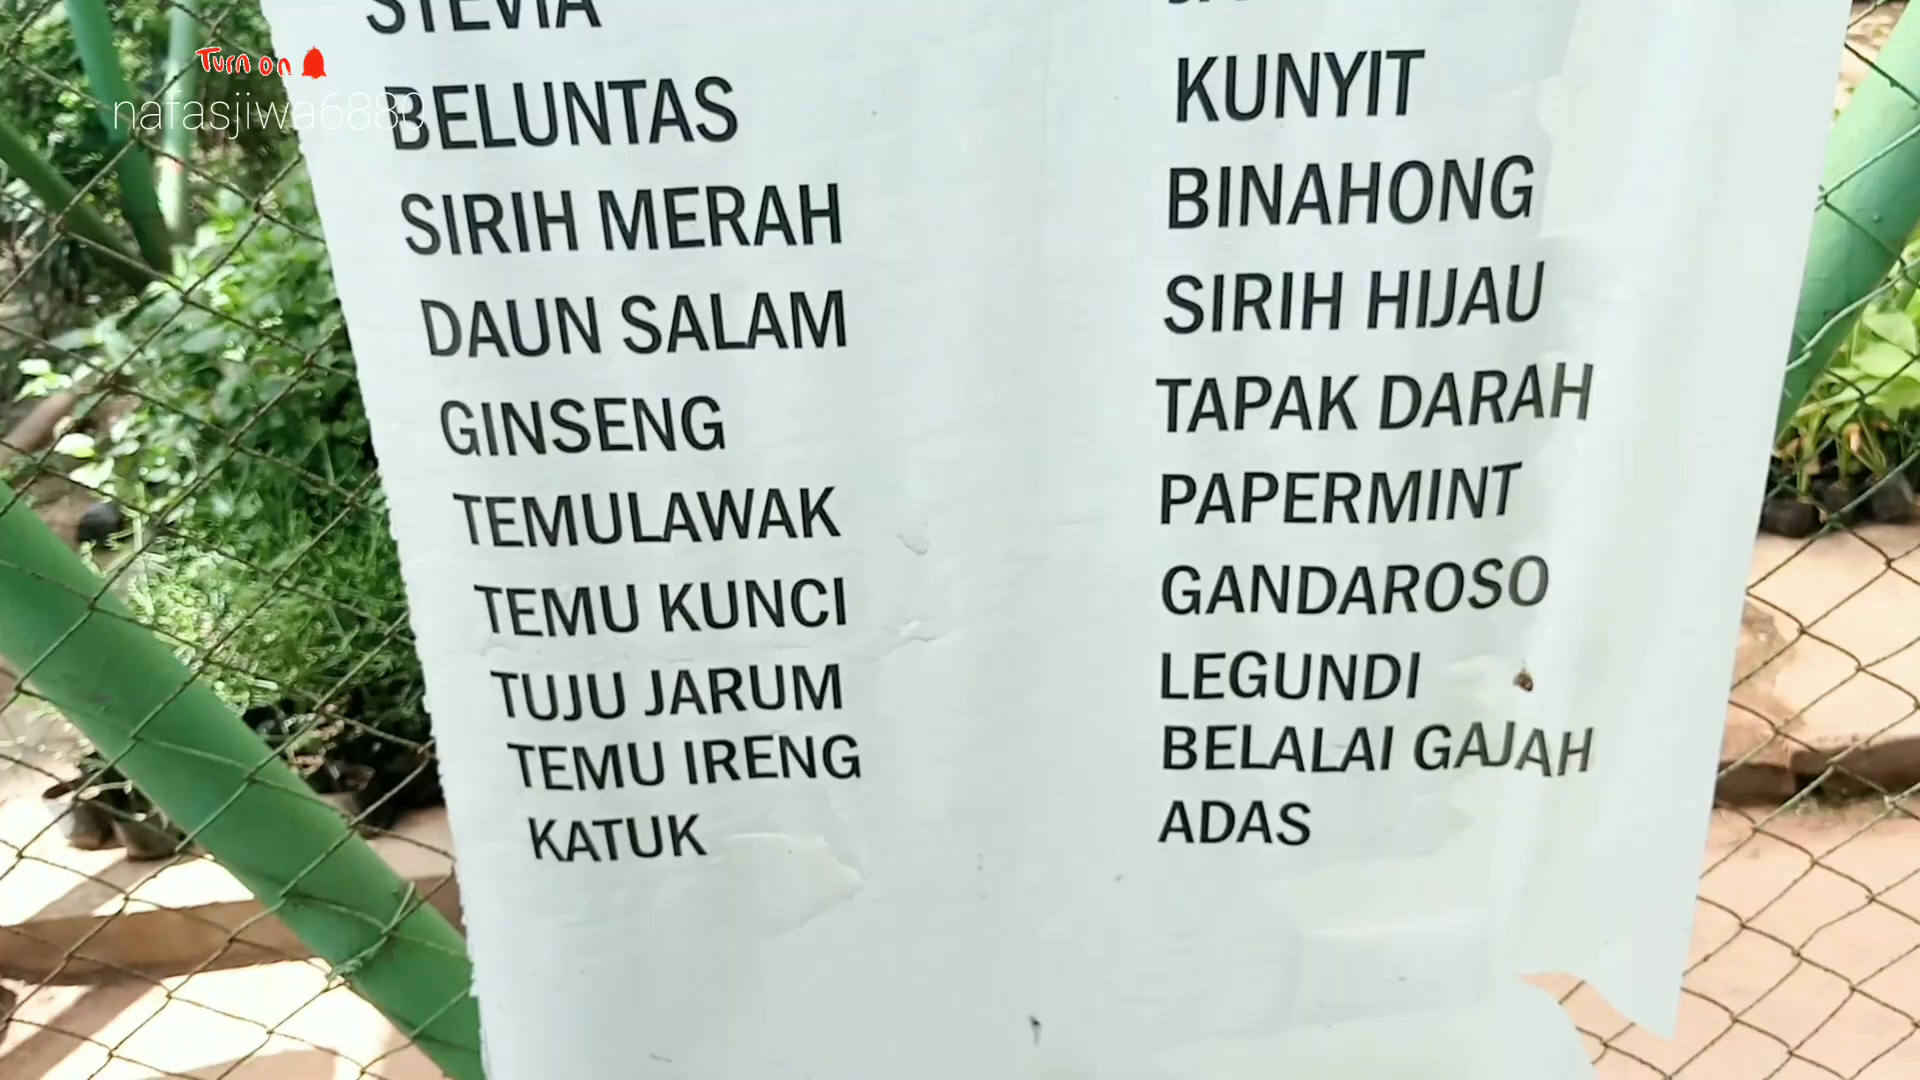 Turn on
nafasjiwa6880
STEVIA
BELUNTAS
SIRIH MERAH
DAUN SALAM
GINSENG
TEMULAWAK
TEMU KUNCI
TUJU JARUM
TEMU IRENG
KATUK
KUNYIT
BINAHONG
SIRIH HIJAU
TAPAK DARAH
PAPERMINT
GANDAROSO
LEGUNDI
BELALAI GAJAH
ADAS